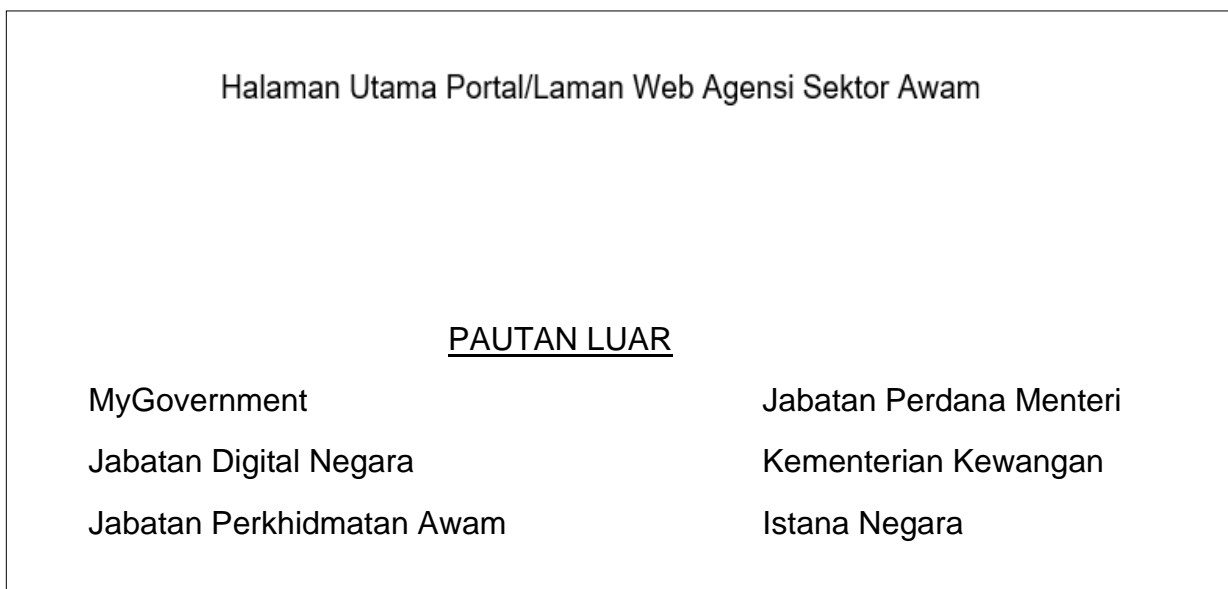 Halaman Utama Portal/Laman Web Agensi Sektor Awam
PAUTAN LUAR
MyGovernment Jabatan Perdana Menteri
Jabatan Digital Negara Kementerian Kewangan
Jabatan Perkhidmatan Awam Istana Negara